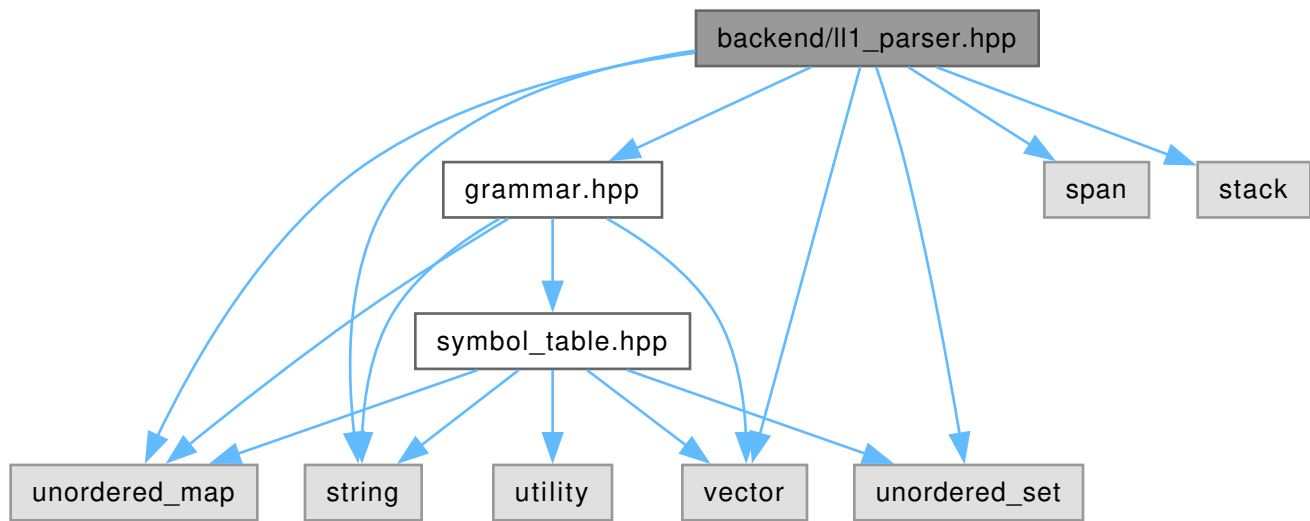 backend/ll1_parser.hpp
grammar.hpp
span
stack
symbol_table.hpp
unordered_map
string
utility
vector
unordered_set